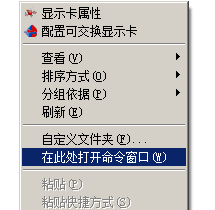 显示卡属性
配置可交换显示卡
查看(V)
排序方式(O)
分组依据(P)
刷新(E)
自定义文件夹(F)...
在此处打开命令窗口(W)
粘贴(P)
粘贴快捷方式(S)